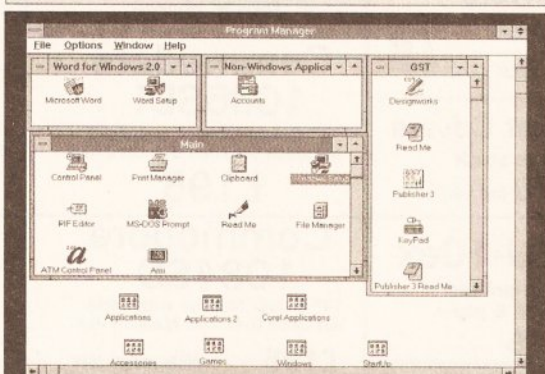 Program Manager
File Options Window Help
Word for Windows 2.0
Microsoft Word
Word Setup
Non-Windows Applica
Accounts
GST
Designworks
Read Me
Publisher 3
KeyPad
Publisher 3 Read Me
Main
Control Panel
Print Manager
Clipboard
PIF Editor
MS-DOS Prompt
Read Me
File Manager
ATM Control Panel
Applications
Applications 2
Corel Applications
Accessories
Games
Windows
StartUp